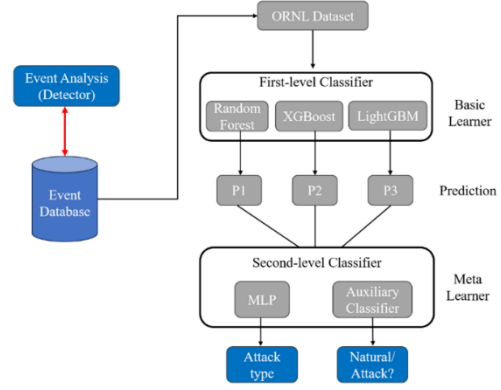 ORNL Dataset
Event Analysis
(Detector)
First-level Classifier
Random
Forest
XGBoost
LightGBM
Basic
Learner
Event
Database
P1
P2
P3
Prediction
Second-level Classifier
MLP
Auxiliary
Classifier
Meta
Learner
Attack
type
Natural/
Attack?